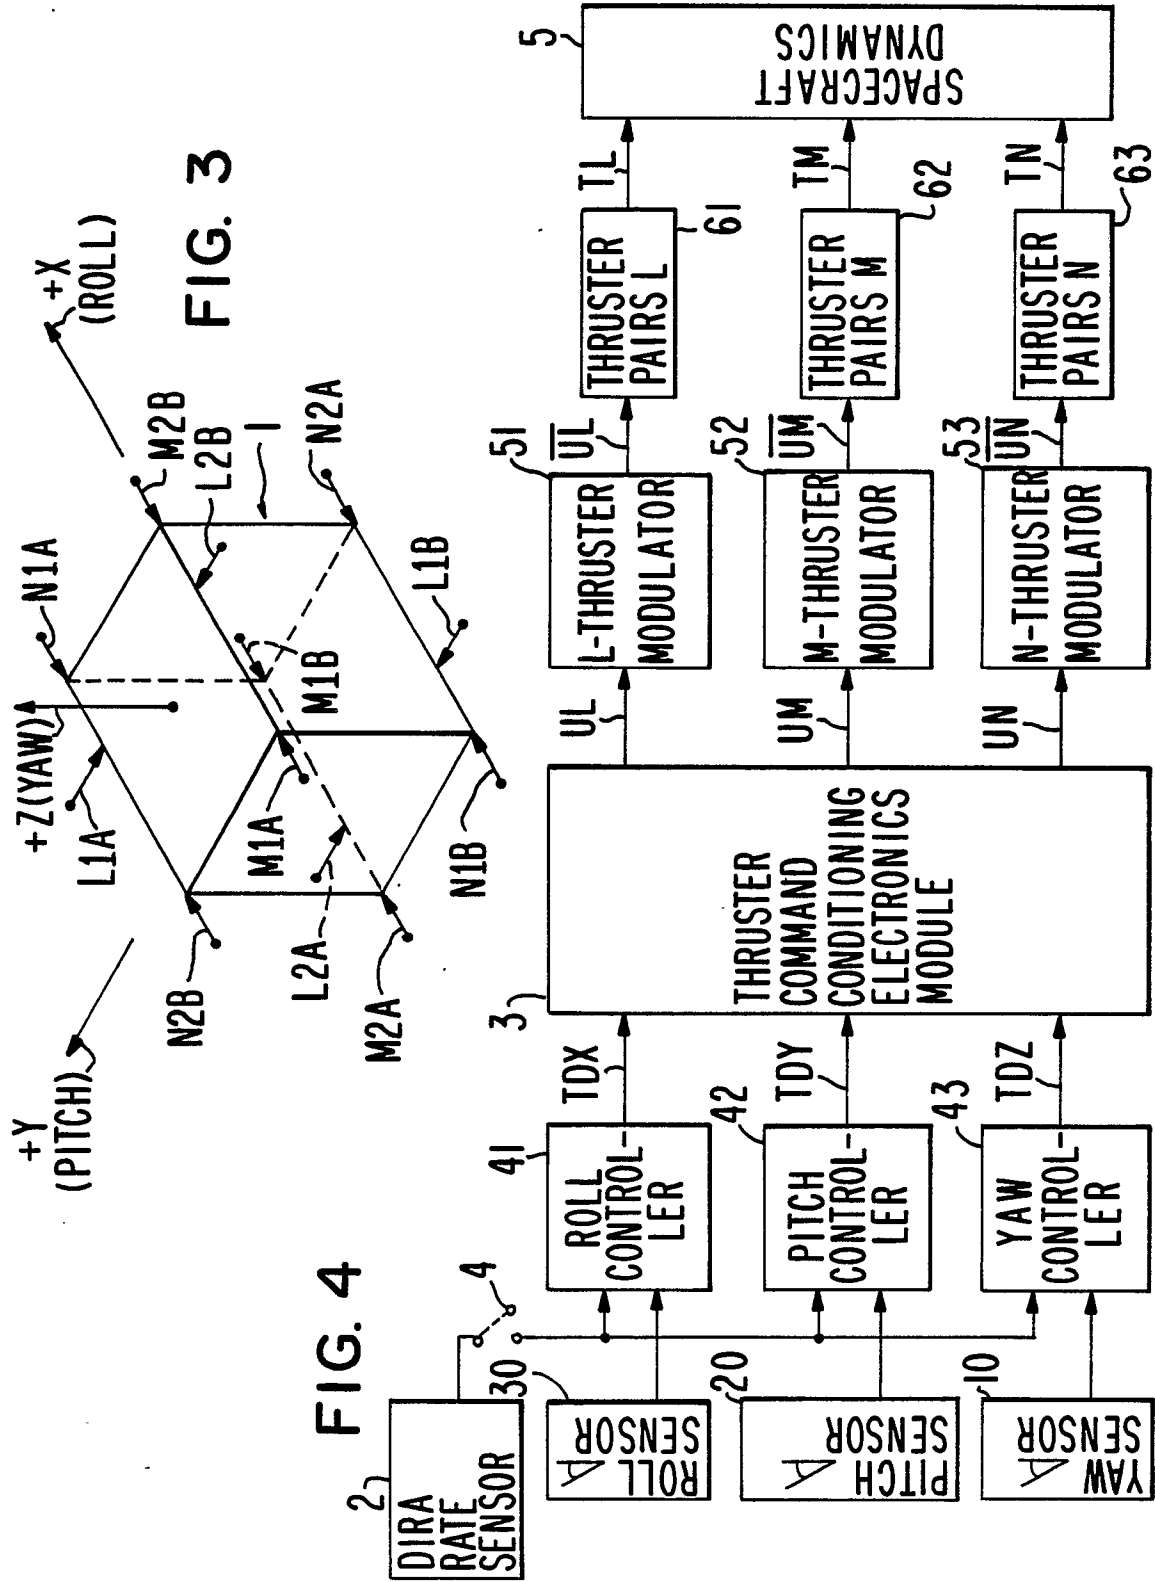 FIG. 3
+Z(YAW)
+X
(ROLL)
+Y
(PITCH)
L1A
N1A
M2B
L2B
1
N2A
L1B
M1B
M1A
N1B
L2A
M2A
N2B
FIG. 4
2
DIRA
RATE
SENSOR
4
30
ROLL
SENSOR
20
PITCH
SENSOR
10
YAW
SENSOR
41
ROLL
CONTROL-
LER
42
PITCH
CONTROL-
LER
43
YAW
CONTROL-
LER
TDX
TDY
TDZ
3
THRUSTER
COMMAND
CONDITIONING
ELECTRONICS
MODULE
UL
UM
UN
51
L-THRUSTER
MODULATOR
52
M-THRUSTER
MODULATOR
53
N-THRUSTER
MODULATOR
U̅L̅
U̅M̅
U̅N̅
THRUSTER
PAIRS L
61
THRUSTER
PAIRS M
62
THRUSTER
PAIRS N
63
TL
TM
TN
5
SPACECRAFT
DYNAMICS